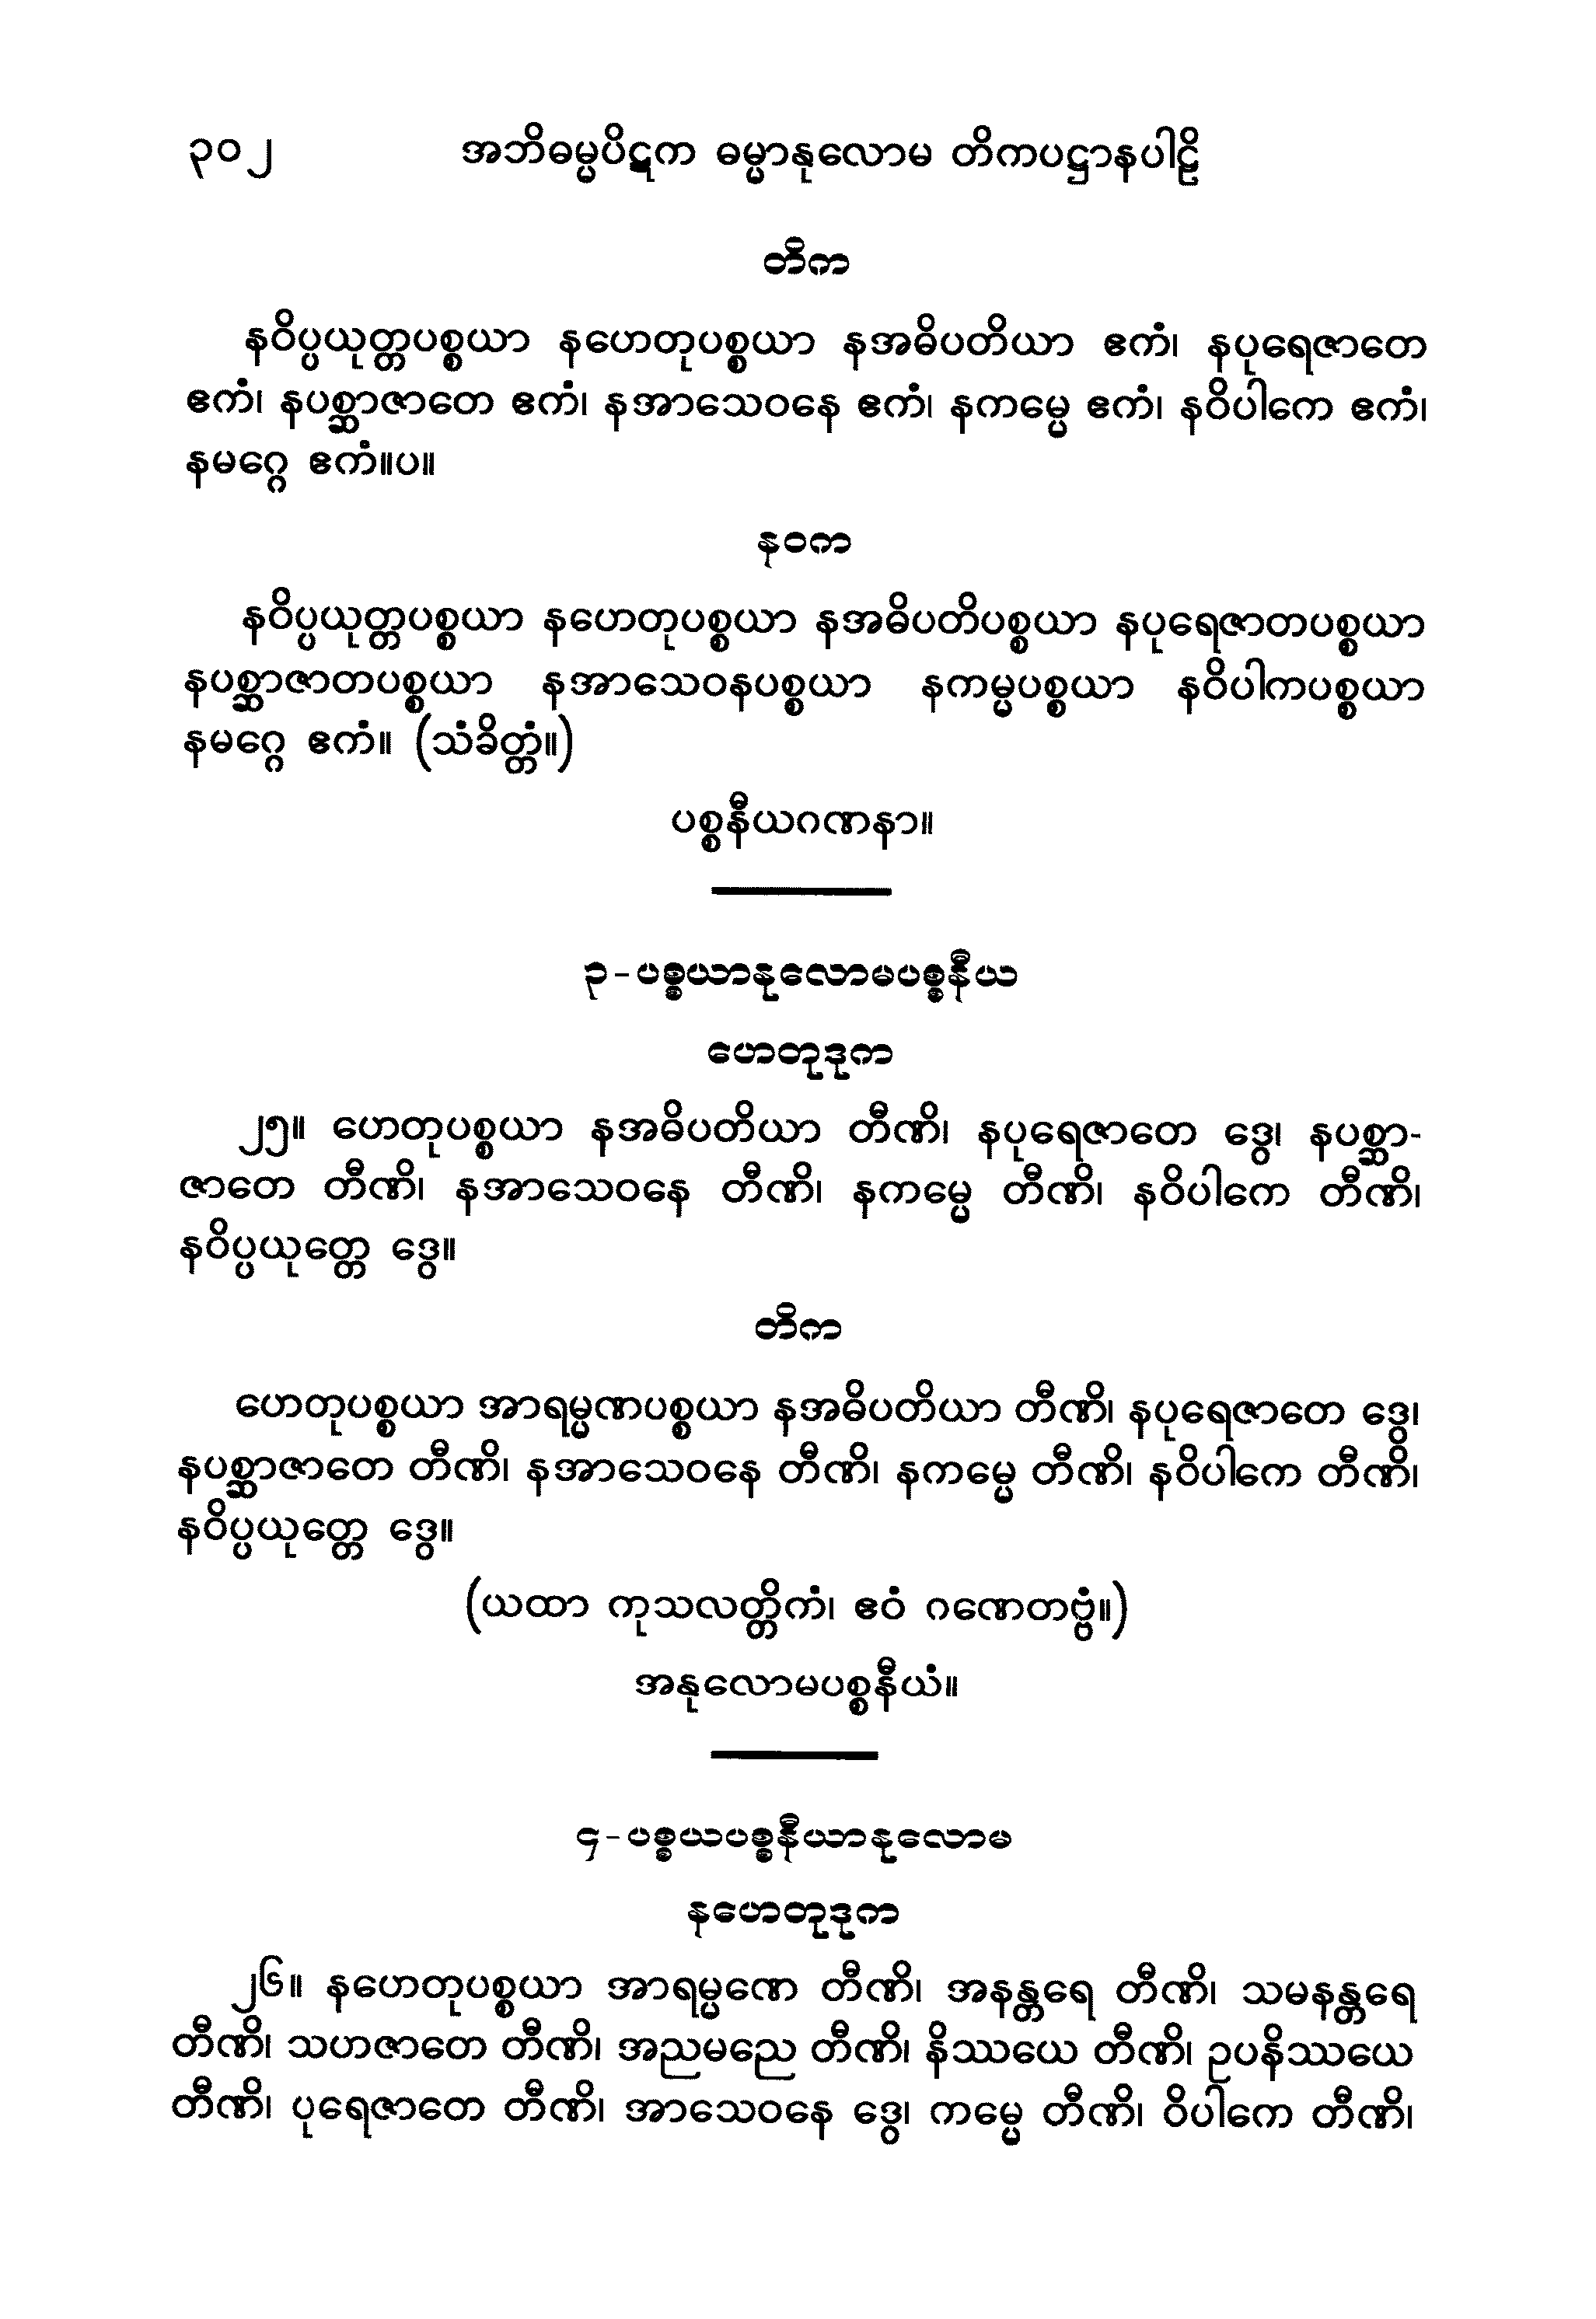 ၃၀၂ အဘိဓမ္မပိဋက ဓမ္မာနုလောမ တိကပဋ္ဌာနပါဠိ
တိက
နဝိပ္ပယုတ္တပစ္စယာ နဟေတုပစ္စယာ နအဓိပတိယာ ဧကံ၊ နပုရေဇာတေ
ဧကံ၊ နပစ္ဆာဇာတေ ဧကံ၊ နအာသေဝနေ ဧကံ၊ နကမ္မေ ဧကံ၊ နဝိပါကေ ဧကံ၊
နမဂ္ဂေ ဧကံ။ပ။
နဝက
နဝိပ္ပယုတ္တပစ္စယာ နဟေတုပစ္စယာ နအဓိပတိပစ္စယာ နပုရေဇာတပစ္စယာ
နပစ္ဆာဇာတပစ္စယာ နအာသေဝနပစ္စယာ နကမ္မပစ္စယာ နဝိပါကပစ္စယာ
နမဂ္ဂေ ဧကံ။ (သံခိတ္တံ။)
ပစ္စနီယဂဏနာ။
၃-ပစ္စယာနုလောမပစ္စနီယ
ဟေတုဒုက
၂၅။ ဟေတုပစ္စယာ နအဓိပတိယာ တီဏိ၊ နပုရေဇာတေ ဒွေ၊ နပစ္ဆာ-
ဇာတေ တီဏိ၊ နအာသေဝနေ တီဏိ၊ နကမ္မေ တီဏိ၊ နဝိပါကေ တီဏိ၊
နဝိပ္ပယုတ္တေ ဒွေ။
တိက
ဟေတုပစ္စယာ အာရမ္မဏပစ္စယာ နအဓိပတိယာ တီဏိ၊ နပုရေဇာတေ ဒွေ၊
နပစ္ဆာဇာတေ တီဏိ၊ နအာသေဝနေ တီဏိ၊ နကမ္မေ တီဏိ၊ နဝိပါကေ တီဏိ၊
နဝိပ္ပယုတ္တေ ဒွေ။
(ယထာ ကုသလတ္တိကံ၊ ဧဝံ ဂဏေတဗ္ဗံ။)
အနုလောမပစ္စနီယံ။
၄-ပစ္စယပစ္စနီယာနုလောမ
နဟေတုဒုက
၂၆။ နဟေတုပစ္စယာ အာရမ္မဏေ တီဏိ၊ အနန္တရေ တီဏိ၊ သမနန္တရေ
တီဏိ၊ သဟဇာတေ တီဏိ၊ အညမညေ တီဏိ၊ နိဿယေ တီဏိ၊ ဥပနိဿယေ
တီဏိ၊ ပုရေဇာတေ တီဏိ၊ အာသေဝနေ ဒွေ၊ ကမ္မေ တီဏိ၊ ဝိပါကေ တီဏိ၊